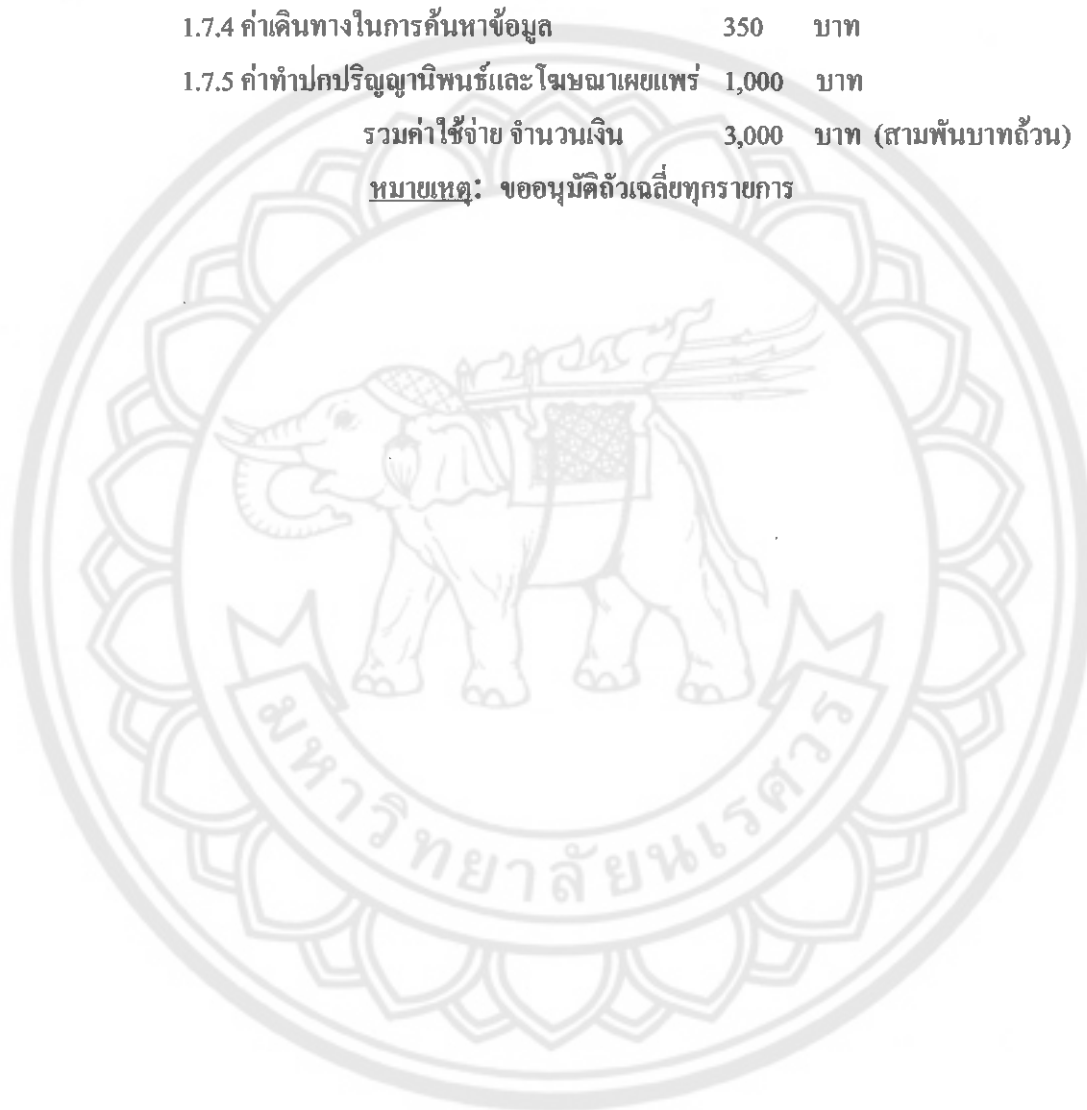 1.7.4 ค่าเดินทางในการค้นหาข้อมูล 350 บาท
1.7.5 ค่าทำปกปริญญานิพนธ์และโฆษณาเผยแพร่ 1,000 บาท
รวมค่าใช้จ่าย จำนวนเงิน 3,000 บาท (สามพันบาทถ้วน)
หมายเหตุ: ขออนุมัติถัวเฉลี่ยทุกรายการ
มหาวิทยาลัยนเรศวร